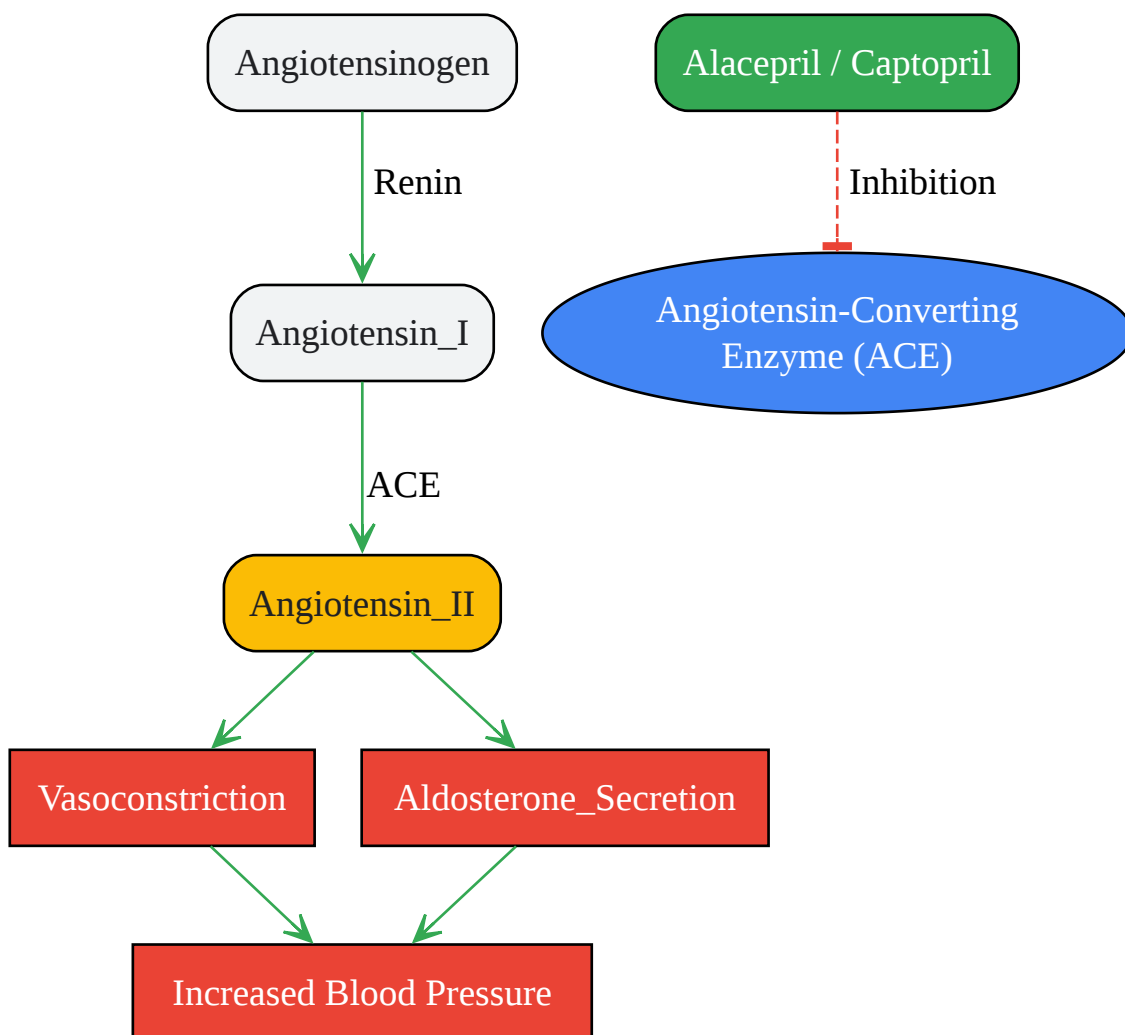 Angiotensinogen
Alacepril / Captopril
Renin
Inhibition
Angiotensin_I
Angiotensin-Converting
Enzyme (ACE)
ACE
Angiotensin_II
Vasoconstriction
Aldosterone_Secretion
Increased Blood Pressure